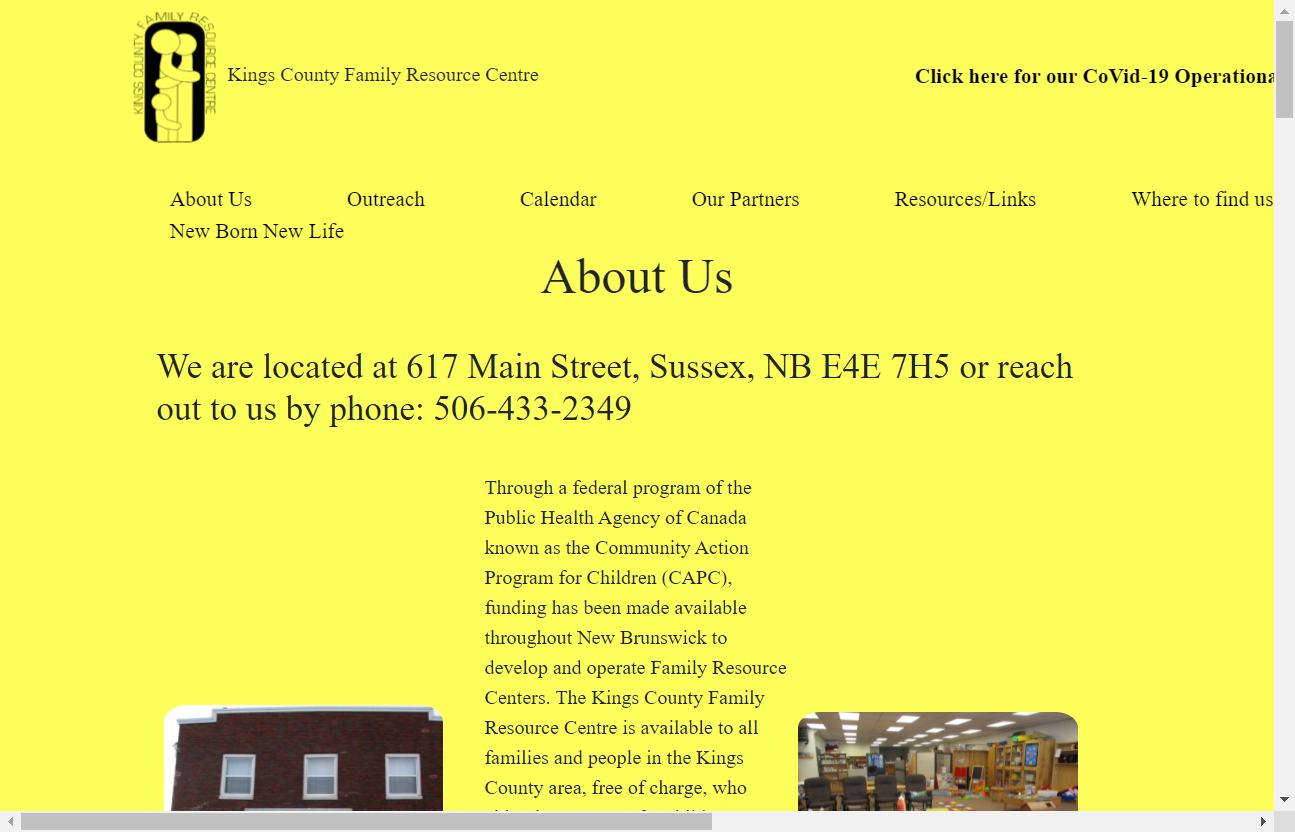 KINGS COUNTY FAMILY RESOURCE CENTRE
Kings County Family Resource Centre
Click here for our CoVid-19 Operationa
About Us
Outreach
Calendar
Our Partners
Resources/Links
Where to find us
New Born New Life
About Us
We are located at 617 Main Street, Sussex, NB E4E 7H5 or reach
out to us by phone: 506-433-2349
Through a federal program of the
Public Health Agency of Canada
known as the Community Action
Program for Children (CAPC),
funding has been made available
throughout New Brunswick to
develop and operate Family Resource
Centers. The Kings County Family
Resource Centre is available to all
families and people in the Kings
County area, free of charge, who